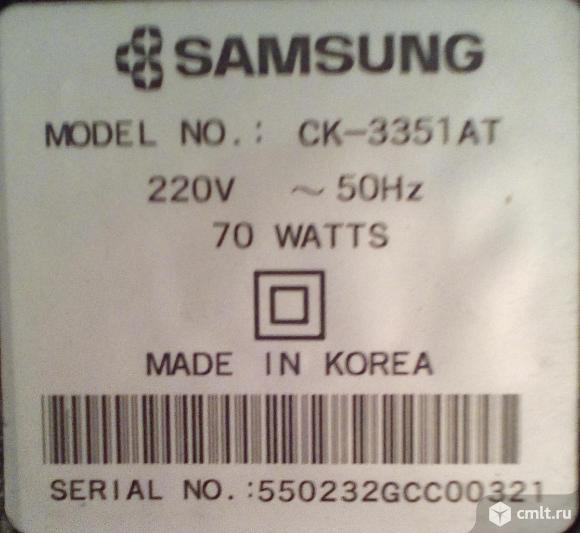 SAMSUNG
MODEL NO.: CK-3351AT
220V ~ 50Hz
70 WATTS
MADE IN KOREA
SERIAL NO.:550232GCC00321
cmlt.ru